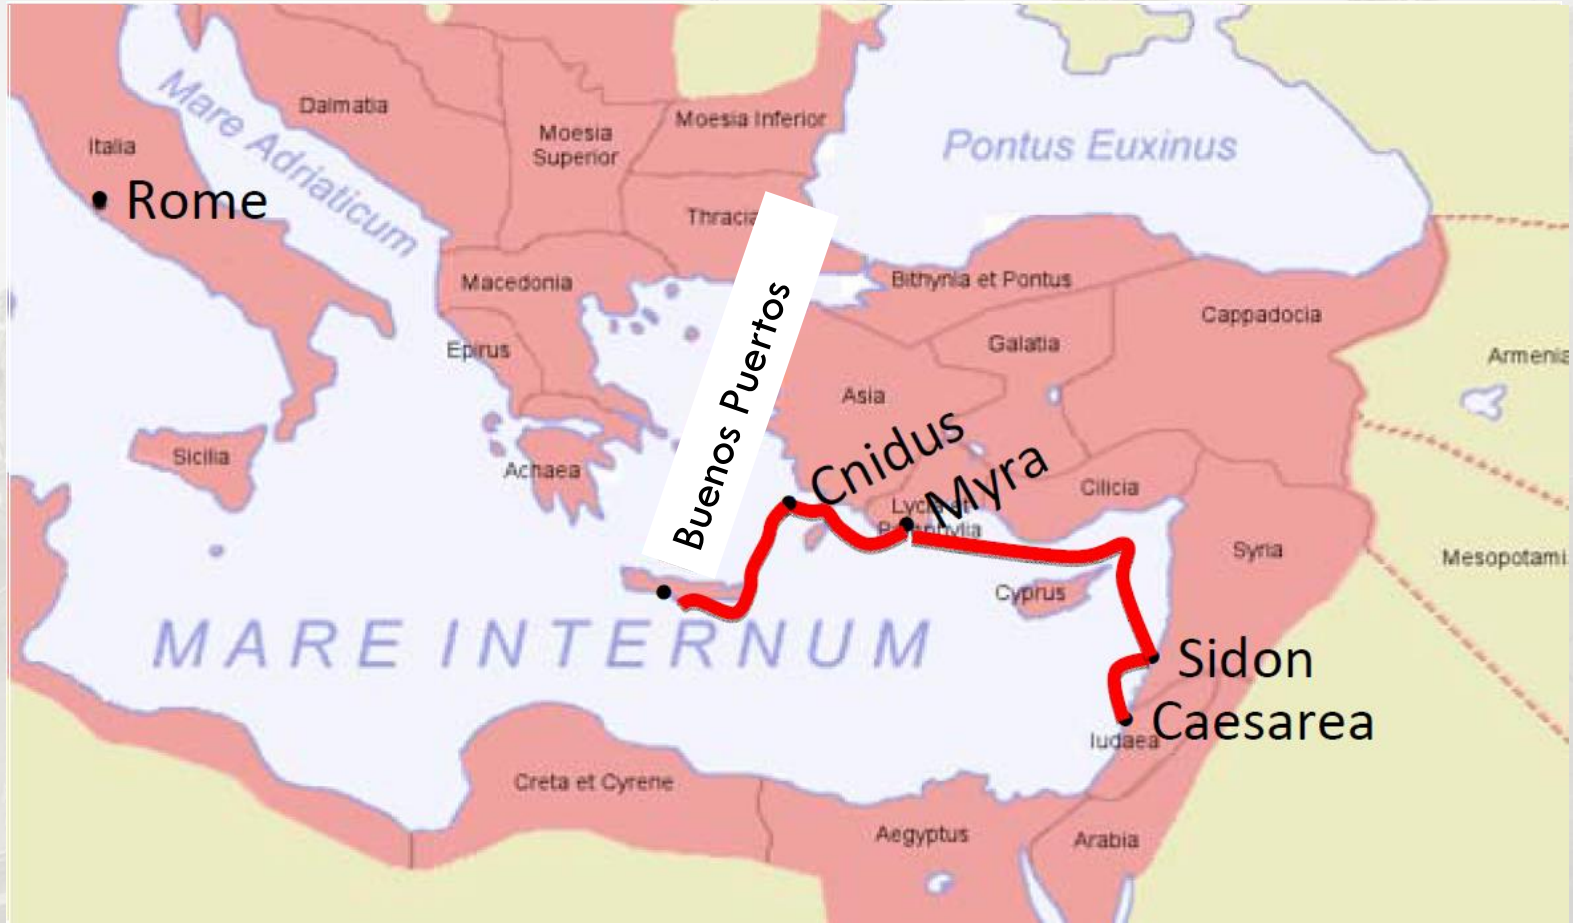 Dalmatia
Moesia Inferior
Moesia
Superior
Italia
Mare Adriaticum
Pontus Euxinus
Rome
Thracia
Macedonia
Bithynia et Pontus
Cappadocia
Epirus
Galatia
Armenia
Asia
Buenos Puertos
Sicilia
Achaea
Cnidus
Myra
Cilicia
Syria
Mesopotami
Cyprus
MARE INTERNUM
Sidon
Caesarea
Iudaea
Creta et Cyrene
Aegyptus
Arabia